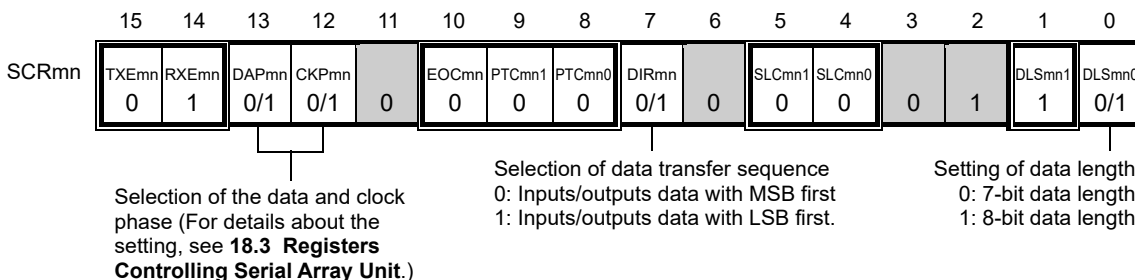 15 14 13 12 11 10 9 8 7 6 5 4 3 2 1 0
SCRmn
TXEmn RXEmn DAPmn CKPmn EOCmn PTCmn1 PTCmn0 DIRmn SLCmn1 SLCmn0 DLSmn1 DLSmn0
0 1 0/1 0/1 0 0 0 0 0/1 0 0 0 0 1 1 0/1
Selection of the data and clock
phase (For details about the
setting, see 18.3 Registers
Controlling Serial Array Unit.)
Selection of data transfer sequence
0: Inputs/outputs data with MSB first
1: Inputs/outputs data with LSB first.
Setting of data length
0: 7-bit data length
1: 8-bit data length